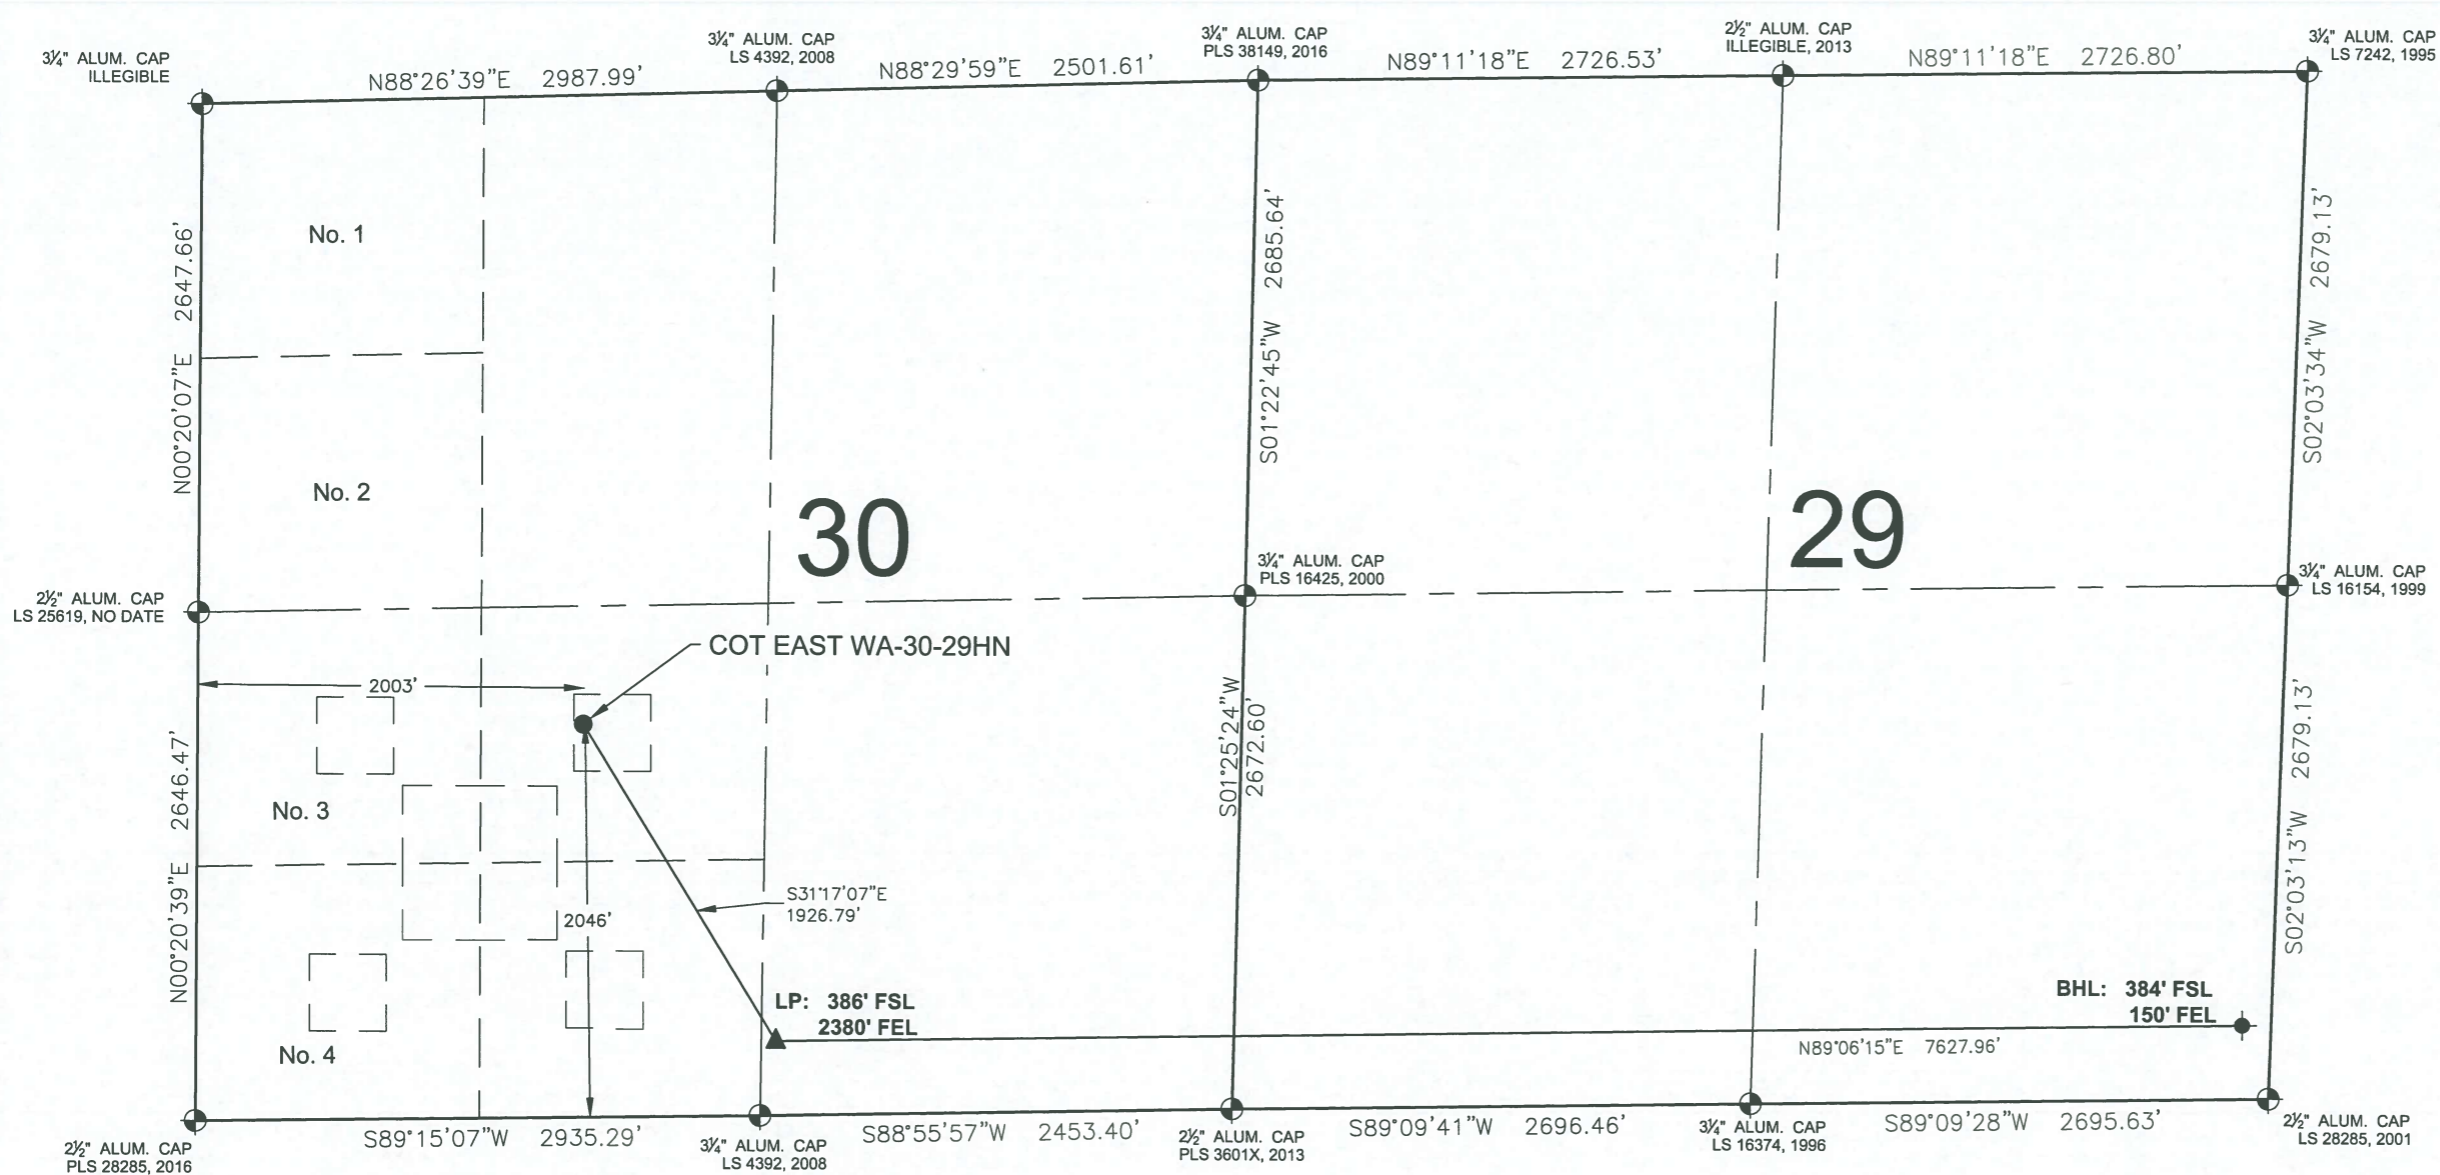 3¼" ALUM. CAP
ILLEGIBLE
N88°26'39"E 2987.99'
3¼" ALUM. CAP
LS 4392, 2008
N88°29'59"E 2501.61'
3¼" ALUM. CAP
PLS 38149, 2016
N89°11'18"E 2726.53'
2½" ALUM. CAP
ILLEGIBLE, 2013
N89°11'18"E 2726.80'
3¼" ALUM. CAP
LS 7242, 1995
No. 1
N00°20'07"E 2647.66'
S01°22'45"W 2685.64'
S02°03'34"W 2679.13'
No. 2
30
29
3¼" ALUM. CAP
PLS 16425, 2000
3¼" ALUM. CAP
LS 16154, 1999
2½" ALUM. CAP
LS 25619, NO DATE
COT EAST WA-30-29HN
2003'
N00°20'39"E 2646.47'
S01°25'24"W
2672.60'
S02°03'13"W 2679.13'
No. 3
S31°17'07"E
1926.79'
2046'
LP: 386' FSL
2380' FEL
BHL: 384' FSL
150' FEL
N89°06'15"E 7627.96'
No. 4
2½" ALUM. CAP
PLS 28285, 2016
S89°15'07"W 2935.29'
3¼" ALUM. CAP
LS 4392, 2008
S88°55'57"W 2453.40'
2½" ALUM. CAP
PLS 3601X, 2013
S89°09'41"W 2696.46'
3¼" ALUM. CAP
LS 16374, 1996
S89°09'28"W 2695.63'
2½" ALUM. CAP
LS 28285, 2001